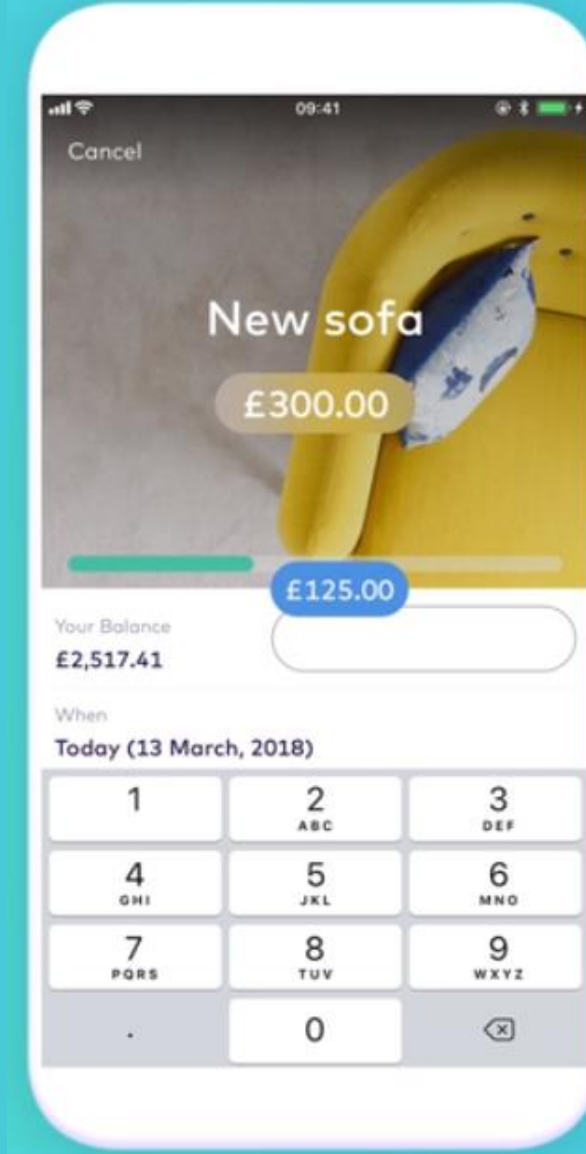 09:41
Cancel
New sofa
£300.00
£125.00
Your Balance
£2,517.41
When
Today (13 March, 2018)
1 2 3
ABC DEF
4 5 6
GHI JKL MNO
7 8 9
PQRS TUV WXYZ
. 0